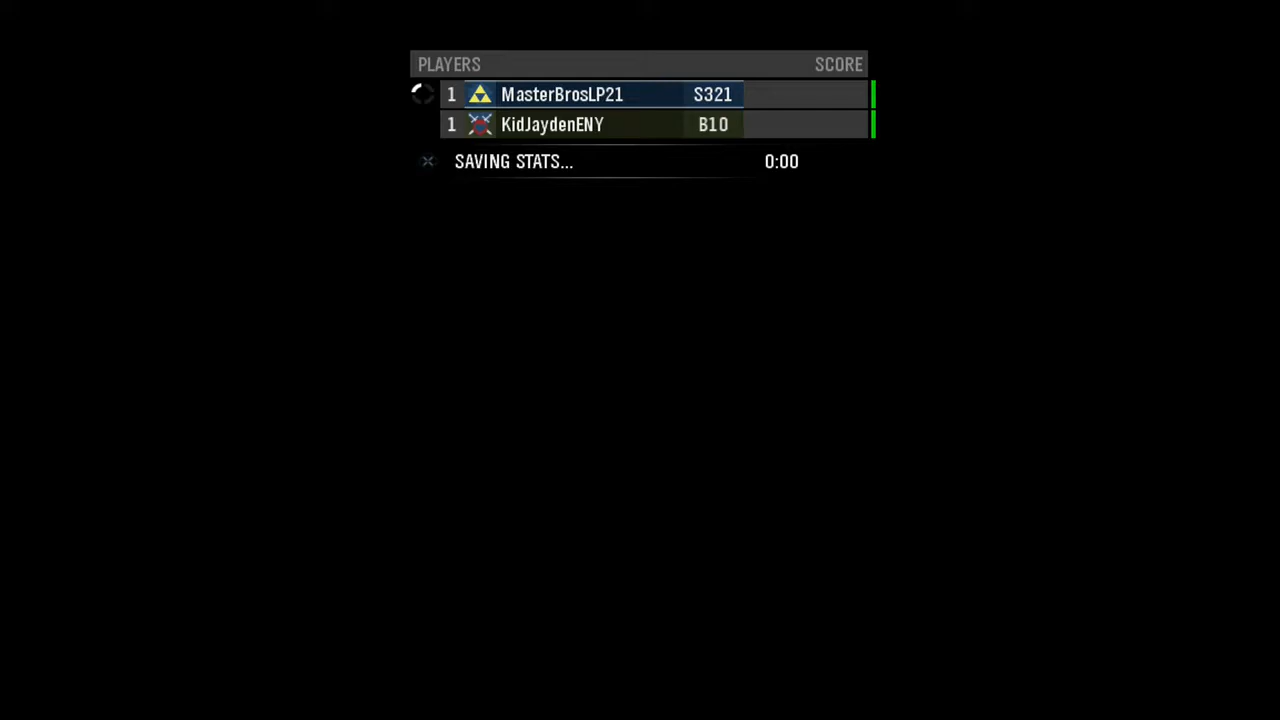 PLAYERS SCORE
1 MasterBrosLP21 S321
1 KidJaydenENY B10
SAVING STATS... 0:00